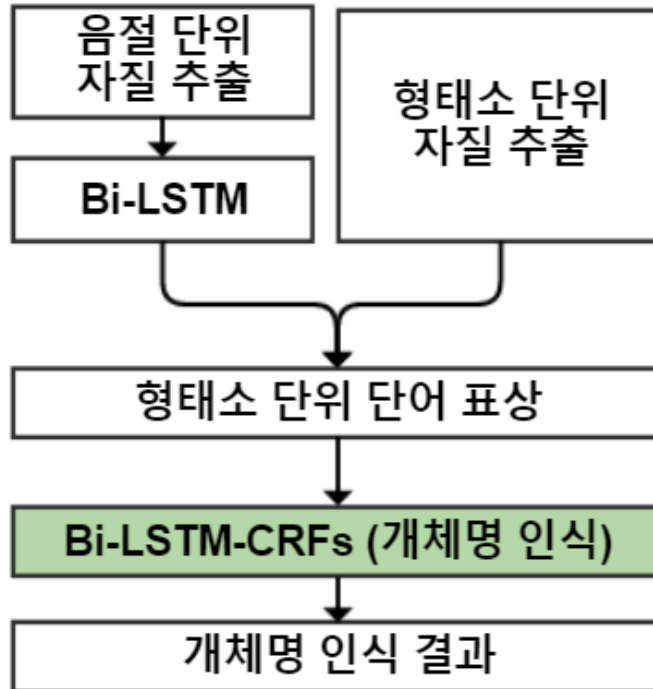 음절 단위
자질 추출
형태소 단위
자질 추출
Bi-LSTM
형태소 단위 단어 표상
Bi-LSTM-CRFs (개체명 인식)
개체명 인식 결과